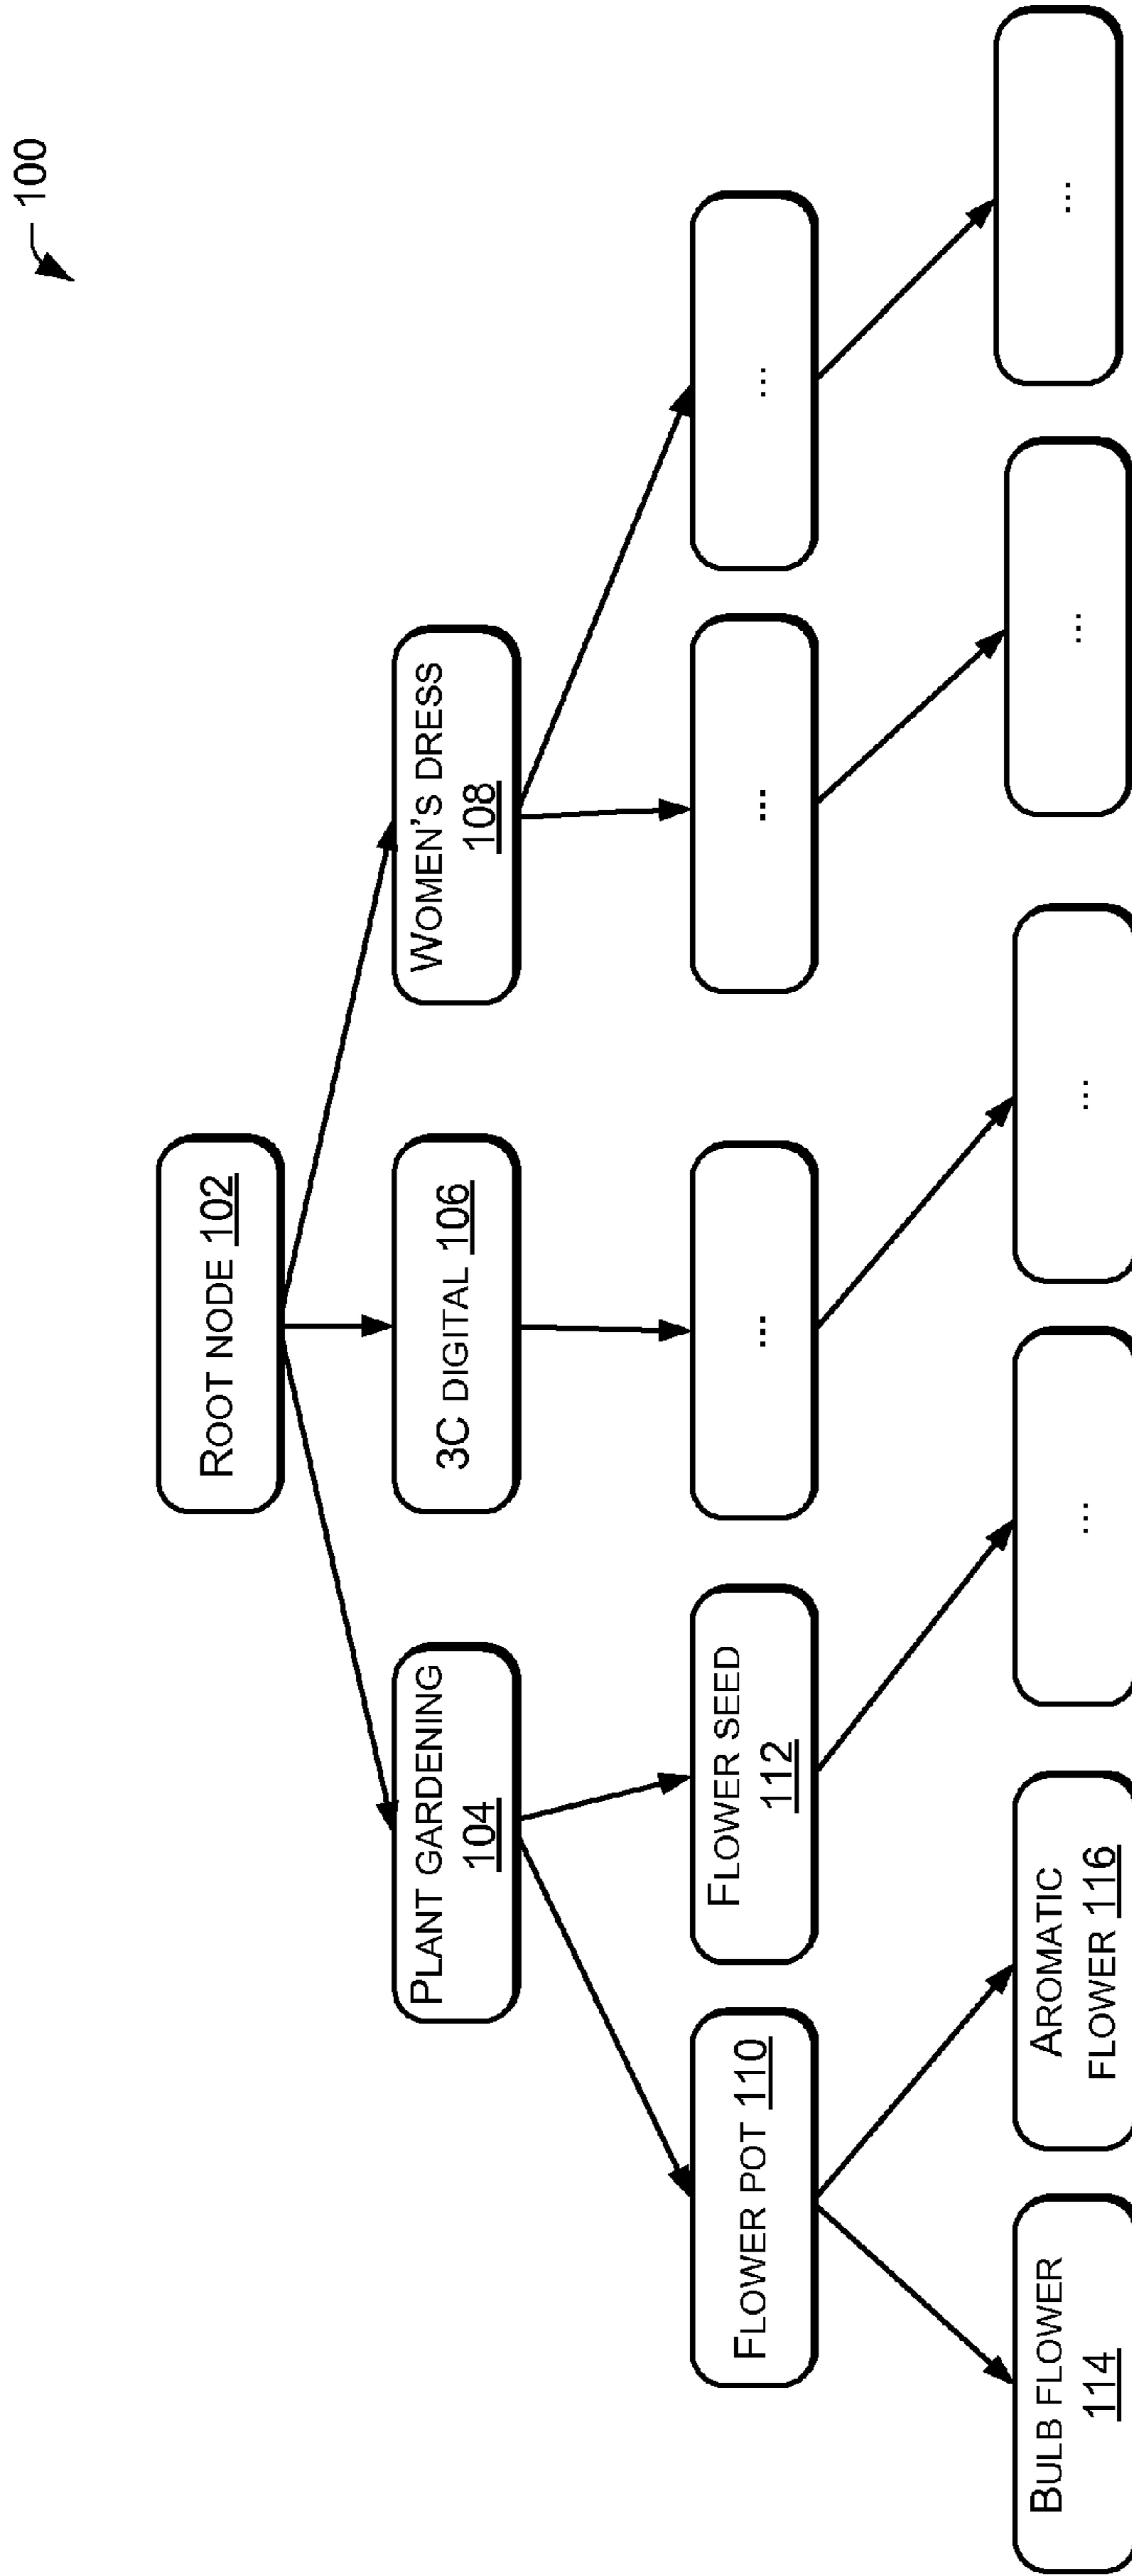 100
ROOT NODE 102
PLANT GARDENING
104
3C DIGITAL 106
WOMEN'S DRESS
108
FLOWER POT 110
FLOWER SEED
112
...
...
...
BULB FLOWER
114
AROMATIC
FLOWER 116
...
...
...
...